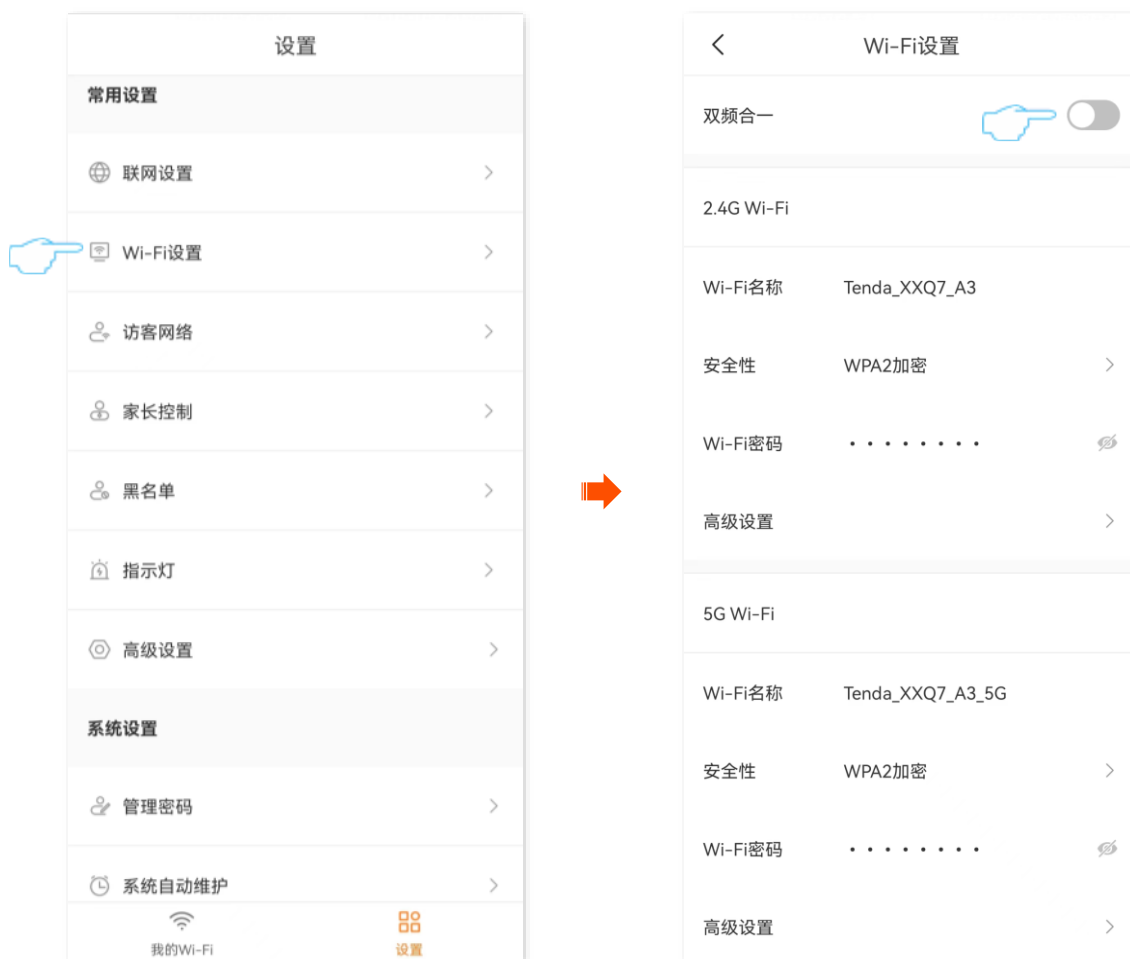 设置
常用设置
联网设置
Wi-Fi设置
访客网络
家长控制
黑名单
指示灯
高级设置
系统设置
管理密码
系统自动维护
我的Wi-Fi
设置
Wi-Fi设置
双频合一
2.4G Wi-Fi
Wi-Fi名称 Tenda_XXQ7_A3
安全性 WPA2加密
Wi-Fi密码 ········
高级设置
5G Wi-Fi
Wi-Fi名称 Tenda_XXQ7_A3_5G
安全性 WPA2加密
Wi-Fi密码 ········
高级设置